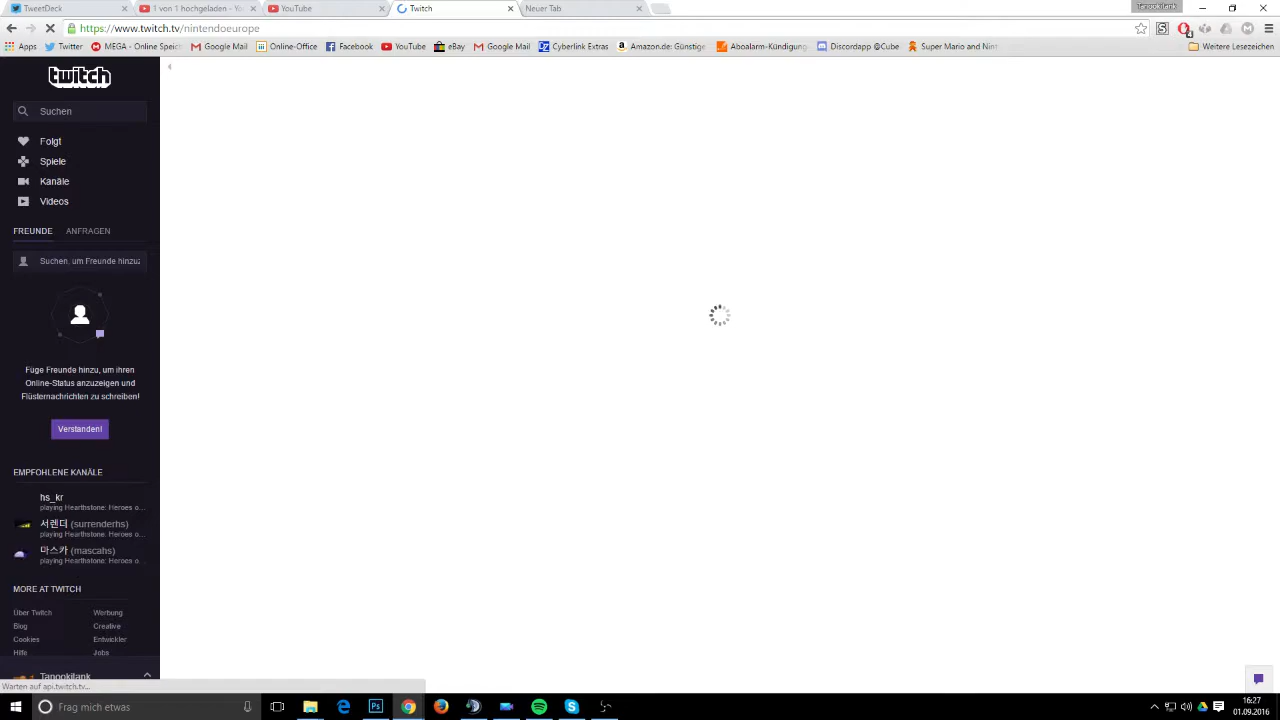 TweetDeck
1 von 1 hochgeladen - Yo
YouTube
Twitch
Neuer Tab
Tanookilank
https://www.twitch.tv/nintendoeurope
Apps
Twitter
MEGA - Online Speic
Google Mail
Online-Office
Facebook
YouTube
eBay
Google Mail
Cyberlink Extras
Amazon.de: Günstige
Aboalarm-Kündigung
Discordapp @Cube
Super Mario and Nint
Weitere Lesezeichen
twitch
Suchen
Folgt
Spiele
Kanäle
Videos
FREUNDE ANFRAGEN
Suchen, um Freunde hinzuz
Füge Freunde hinzu, um ihren
Online-Status anzuzeigen und
Flüsternachrichten zu schreiben!
Verstanden!
EMPFOHLENE KANÄLE
hs_kr
playing Hearthstone: Heroes o...
서렌더 (surrenderhs)
playing Hearthstone: Heroes o...
마스카 (mascahs)
playing Hearthstone: Heroes o...
MORE AT TWITCH
Über Twitch Werbung
Blog Creative
Cookies Entwickler
Hilfe Jobs
Tanookilank
Warten auf api.twitch.tv...
Frag mich etwas
16:27
01.09.2016